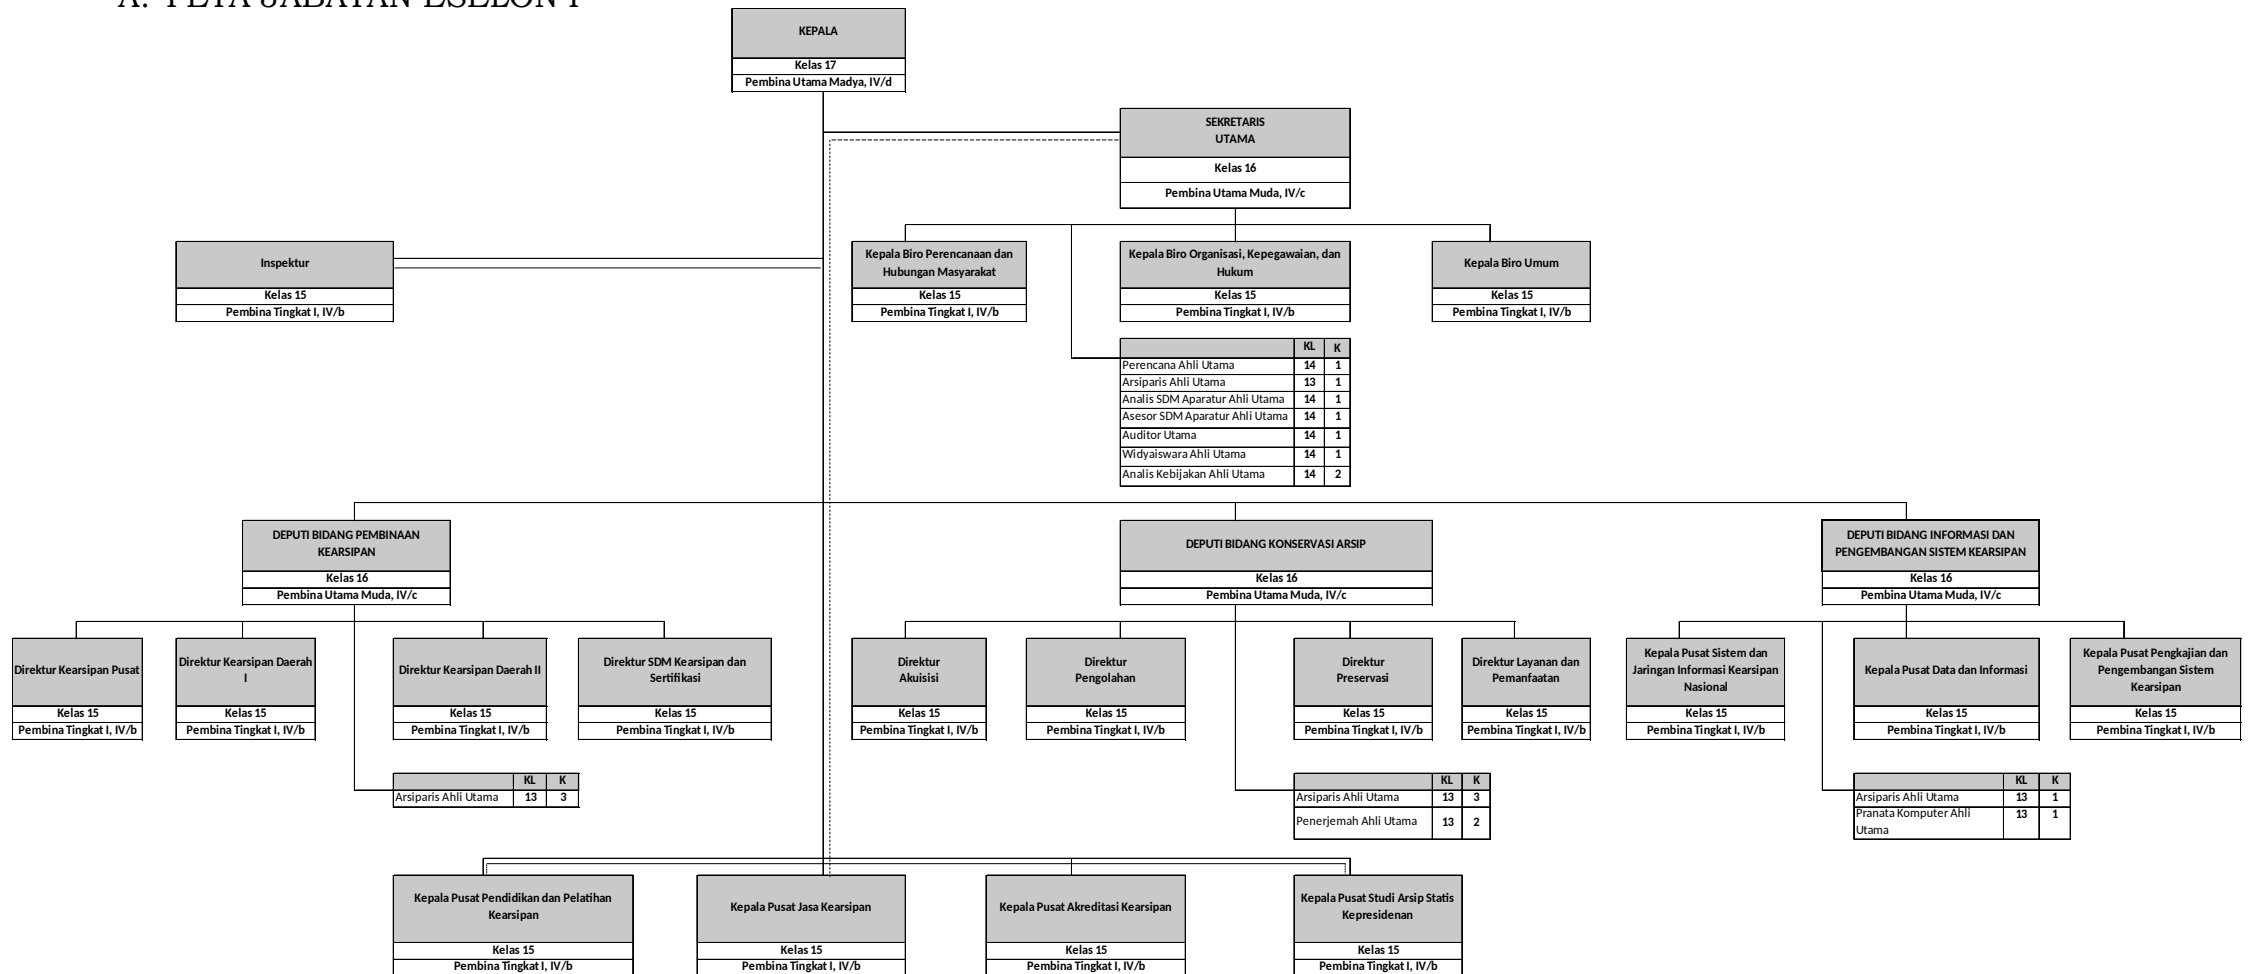 A. PETA JABATAN ESELON I
KEPALA
Kelas 17
Pembina Utama Madya, IV/d
SEKRETARIS
UTAMA
Kelas 16
Pembina Utama Muda, IV/c
Inspektur
Kelas 15
Pembina Tingkat I, IV/b
Kepala Biro Perencanaan dan
Hubungan Masyarakat
Kelas 15
Pembina Tingkat I, IV/b
Kepala Biro Organisasi, Kepegawaian, dan
Hukum
Kelas 15
Pembina Tingkat I, IV/b
Kepala Biro Umum
Kelas 15
Pembina Tingkat I, IV/b
KL K
Perencana Ahli Utama 14 1
Arsiparis Ahli Utama 13 1
Analis SDM Aparatur Ahli Utama 14 1
Asesor SDM Aparatur Ahli Utama 14 1
Auditor Utama 14 1
Widyaiswara Ahli Utama 14 1
Analis Kebijakan Ahli Utama 14 2
DEPUTI BIDANG PEMBINAAN
KEARSIPAN
Kelas 16
Pembina Utama Muda, IV/c
DEPUTI BIDANG KONSERVASI ARSIP
Kelas 16
Pembina Utama Muda, IV/c
DEPUTI BIDANG INFORMASI DAN
PENGEMBANGAN SISTEM KEARSIPAN
Kelas 16
Pembina Utama Muda, IV/c
Direktur Kearsipan Pusat
Kelas 15
Pembina Tingkat I, IV/b
Direktur Kearsipan Daerah
I
Kelas 15
Pembina Tingkat I, IV/b
Direktur Kearsipan Daerah II
Kelas 15
Pembina Tingkat I, IV/b
Direktur SDM Kearsipan dan
Sertifikasi
Kelas 15
Pembina Tingkat I, IV/b
Direktur
Akuisisi
Kelas 15
Pembina Tingkat I, IV/b
Direktur
Pengolahan
Kelas 15
Pembina Tingkat I, IV/b
Direktur
Preservasi
Kelas 15
Pembina Tingkat I, IV/b
Direktur Layanan dan
Pemanfaatan
Kelas 15
Pembina Tingkat I, IV/b
Kepala Pusat Sistem dan
Jaringan Informasi Kearsipan
Nasional
Kelas 15
Pembina Tingkat I, IV/b
Kepala Pusat Data dan Informasi
Kelas 15
Pembina Tingkat I, IV/b
Kepala Pusat Pengkajian dan
Pengembangan Sistem
Kearsipan
Kelas 15
Pembina Tingkat I, IV/b
KL K
Arsiparis Ahli Utama 13 3
KL K
Arsiparis Ahli Utama 13 3
Penerjemah Ahli Utama 13 2
KL K
Arsiparis Ahli Utama 13 1
Pranata Komputer Ahli 13 1
Utama
Kepala Pusat Pendidikan dan Pelatihan
Kearsipan
Kelas 15
Pembina Tingkat I, IV/b
Kepala Pusat Jasa Kearsipan
Kelas 15
Pembina Tingkat I, IV/b
Kepala Pusat Akreditasi Kearsipan
Kelas 15
Pembina Tingkat I, IV/b
Kepala Pusat Studi Arsip Statis
Kepresidenan
Kelas 15
Pembina Tingkat I, IV/b